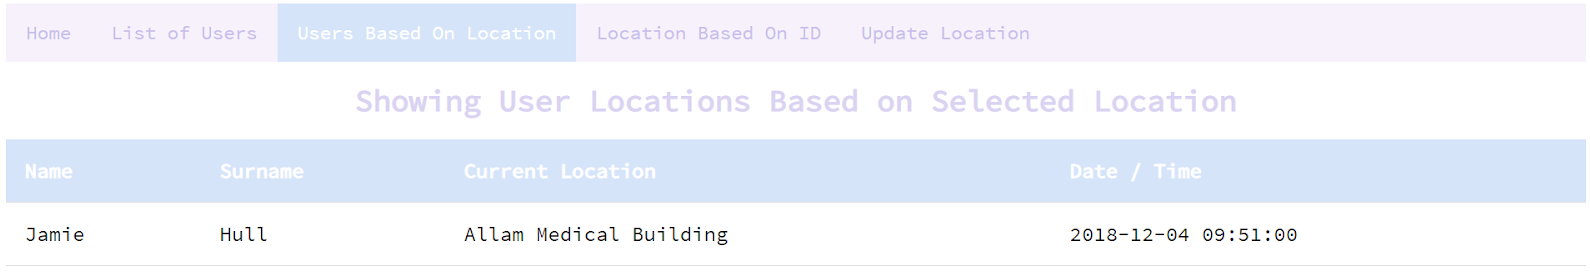 Home List of Users Users Based On Location Location Based On ID Update Location
Showing User Locations Based on Selected Location
Name Surname Current Location Date / Time
Jamie Hull Allam Medical Building 2018-12-04 09:51:00